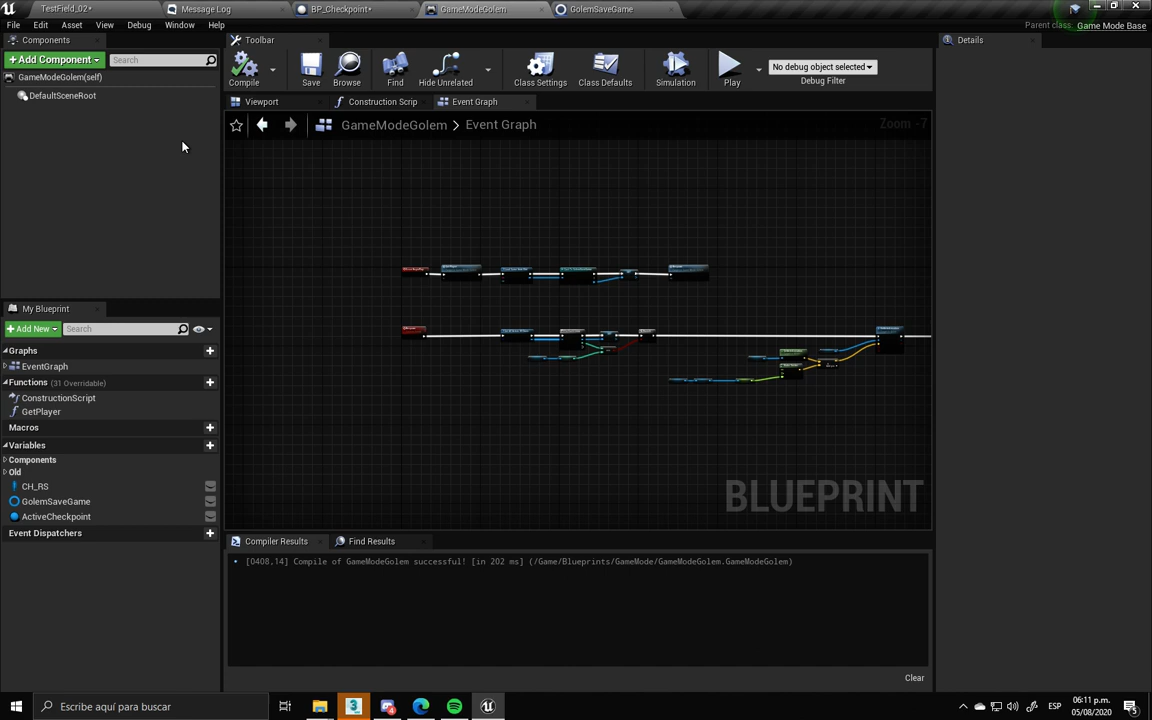 TestField_02*
Message Log
BP_Checkpoint*
GameModeGolem
GolemSaveGame
File Edit Asset View Debug Window Help
Parent class: Game Mode Base
Components
Toolbar
Details
+Add Component
Search
GameModeGolem(self)
DefaultSceneRoot
Compile
Save
Browse
Find
Hide Unrelated
Class Settings
Class Defaults
Simulation
Play
No debug object selected
Debug Filter
Viewport
Construction Scrip
Event Graph
GameModeGolem > Event Graph
Zoom -7
BLUEPRINT
My Blueprint
+Add New
Search
Graphs
EventGraph
Functions (31 Overridable)
ConstructionScript
GetPlayer
Macros
Variables
Components
Old
CH_RS
GolemSaveGame
ActiveCheckpoint
Event Dispatchers
Compiler Results
Find Results
[0408,14] Compile of GameModeGolem successful! [in 202 ms] (/Game/Blueprints/GameMode/GameModeGolem.GameModeGolem)
Clear
Escribe aquí para buscar
3
ESP
06:11 p.m.
05/08/2020
5